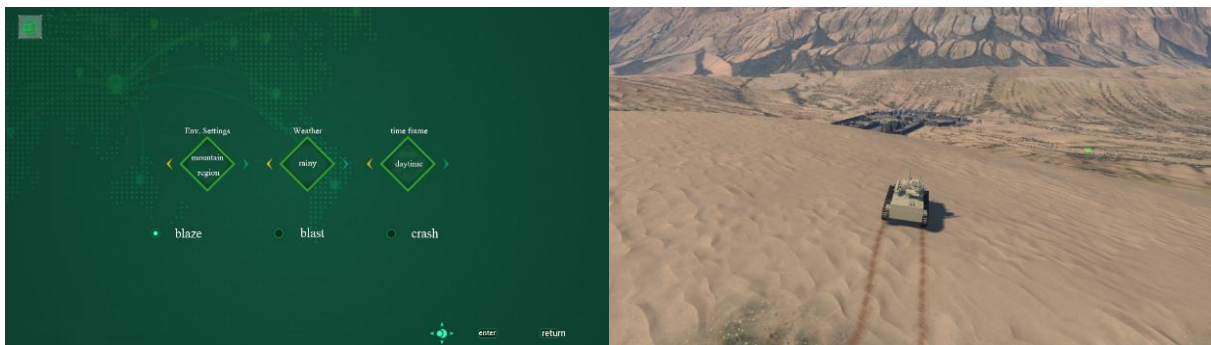 Env. Settings
Weather
time frame
mountain
region
rainy
daytime
blaze
blast
crash
enter
return